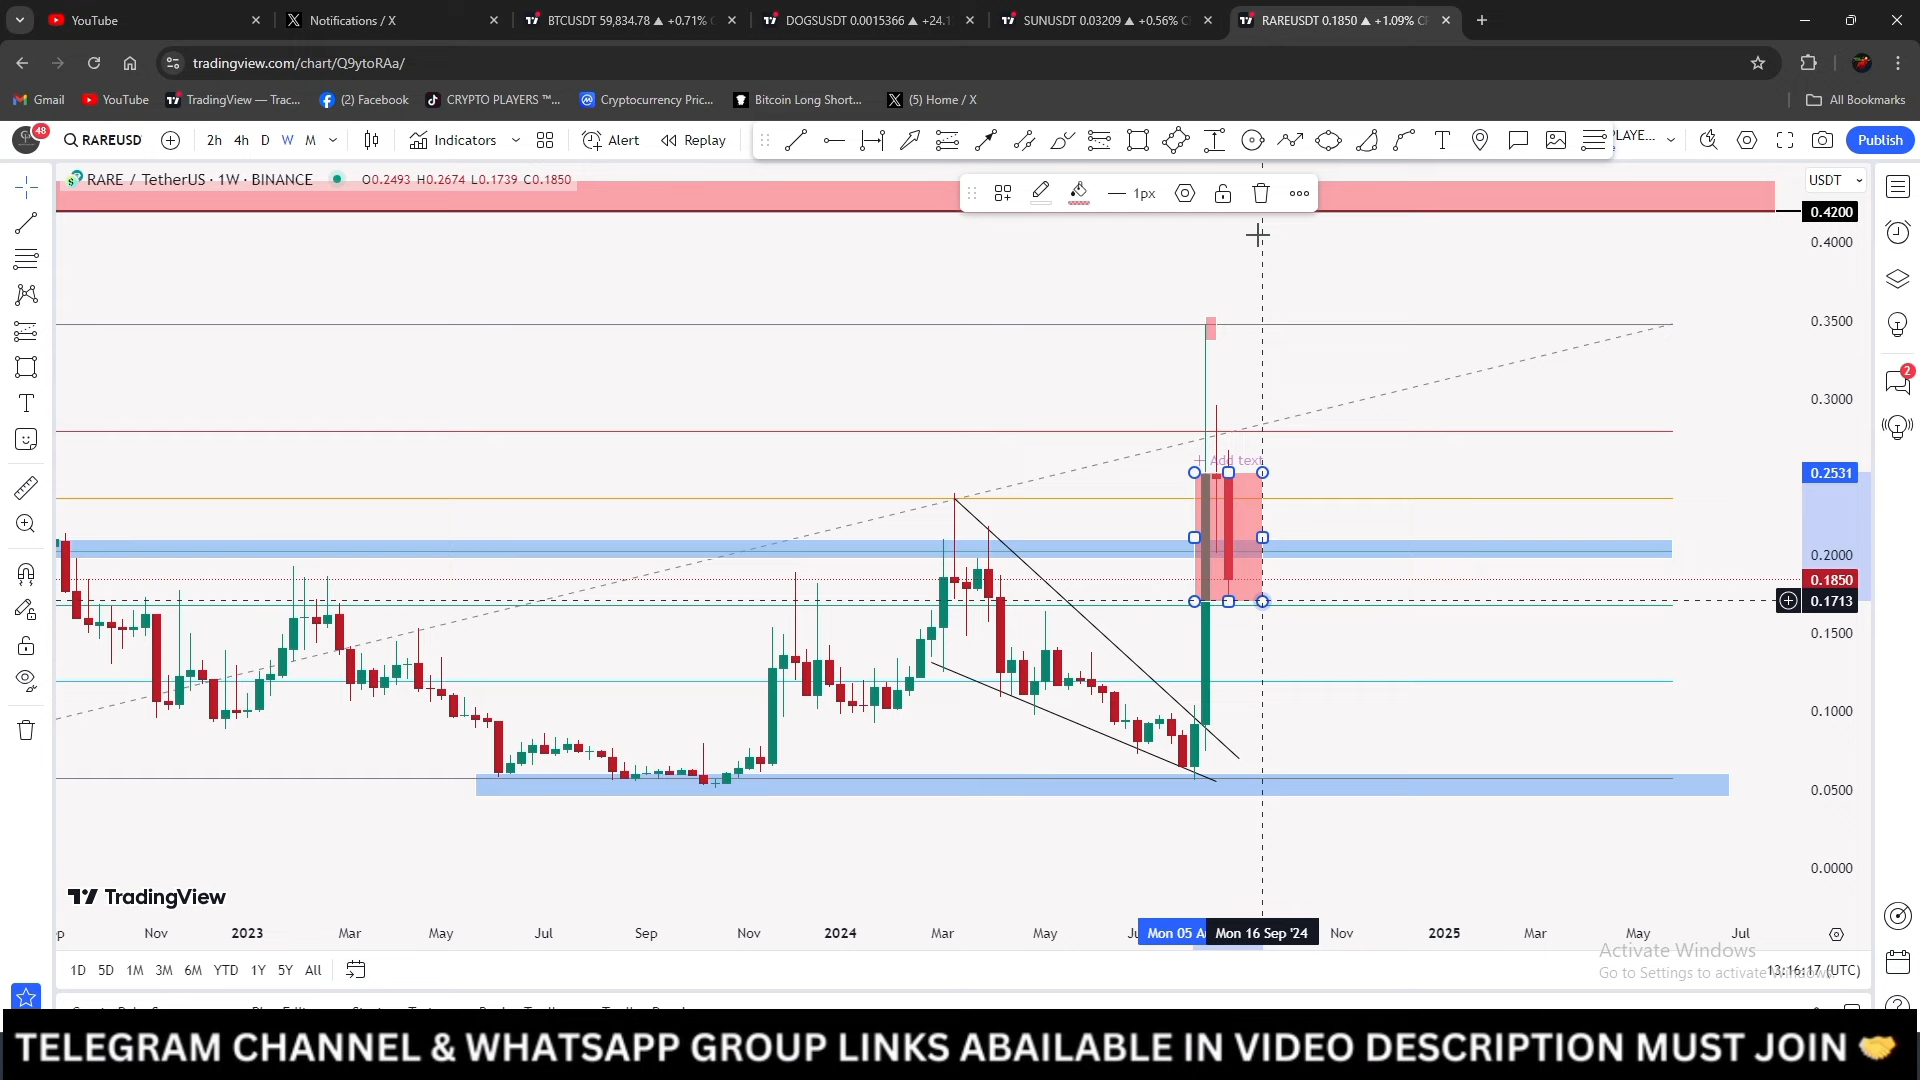 YouTube
Notifications / X
BTCUSDT 59,834.78 ▲ +0.71%
DOGSUSDT 0.0015366 ▲ +24.1
SUNUSDT 0.03209 ▲ +0.56%
RAREUSDT 0.1850 ▲ +1.09%
tradingview.com/chart/Q9ytoRAa/
Gmail
YouTube
TradingView — Trac...
(2) Facebook
CRYPTO PLAYERS ™...
Cryptocurrency Pric...
Bitcoin Long Short...
(5) Home / X
All Bookmarks
48
RAREUSD
2h 4h D W M
Indicators
Alert
Replay
PLAYE...
Publish
RARE / TetherUS · 1W · BINANCE
O0.2493 H0.2674 L0.1739 C0.1850
1px
USDT
0.4200
0.4000
0.3500
0.3000
+ Add text
0.2531
0.2000
0.1850
0.1713
0.1500
0.1000
0.0500
0.0000
2
TradingView
Nov 2023 Mar May Jul Sep Nov 2024 Mar May
Mon 05 A
Mon 16 Sep '24
Nov 2025 Mar May Jul
1D 5D 1M 3M 6M YTD 1Y 5Y All
Activate Windows
Go to Settings to activate Windows.
13:16:17 (UTC)
TELEGRAM CHANNEL & WHATSAPP GROUP LINKS ABAILABLE IN VIDEO DESCRIPTION MUST JOIN 🤝